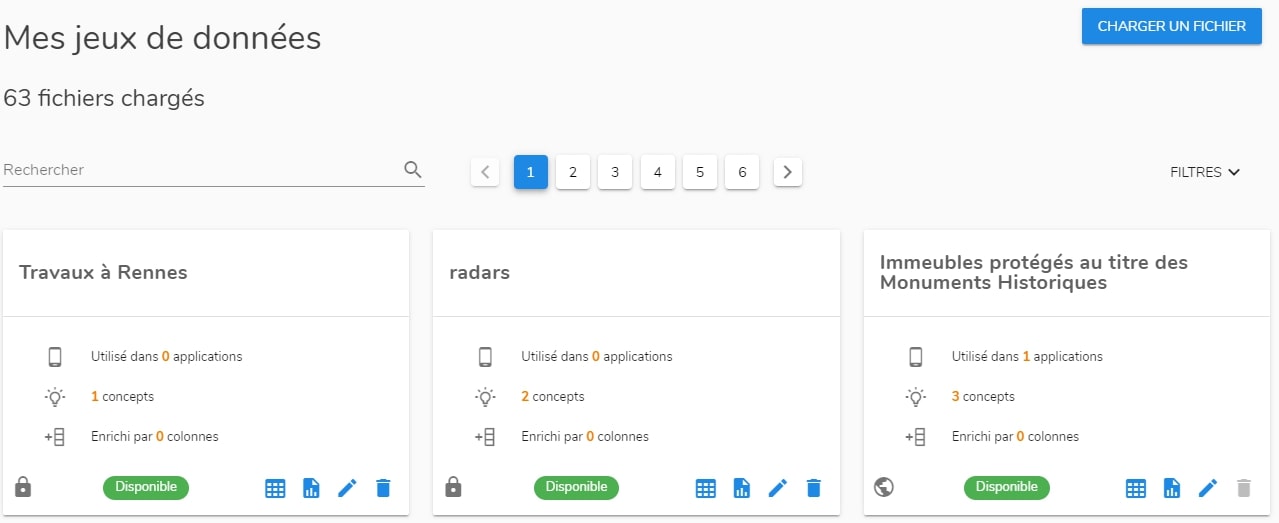 Mes jeux de données
CHARGER UN FICHIER
63 fichiers chargés
Rechercher
1 2 3 4 5 6
FILTRES
Travaux à Rennes
Utilisé dans 0 applications
1 concepts
Enrichi par 0 colonnes
Disponible
radars
Utilisé dans 0 applications
2 concepts
Enrichi par 0 colonnes
Disponible
Immeubles protégés au titre des
Monuments Historiques
Utilisé dans 1 applications
3 concepts
Enrichi par 0 colonnes
Disponible